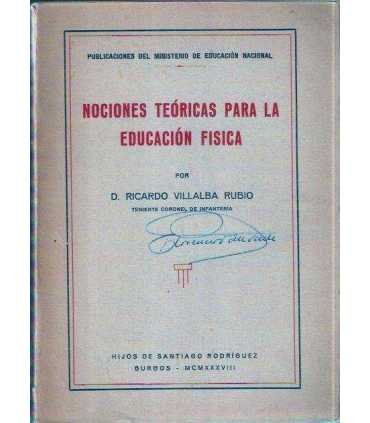 PUBLICACIONES DEL MINISTERIO DE EDUCACIÓN NACIONAL
NOCIONES TEÓRICAS PARA LA
EDUCACIÓN FISICA
POR
D. RICARDO VILLALBA RUBIO
TENIENTE CORONEL DE INFANTERÍA
HIJOS DE SANTIAGO RODRÍGUEZ
BURGOS - MCMXXXVIII